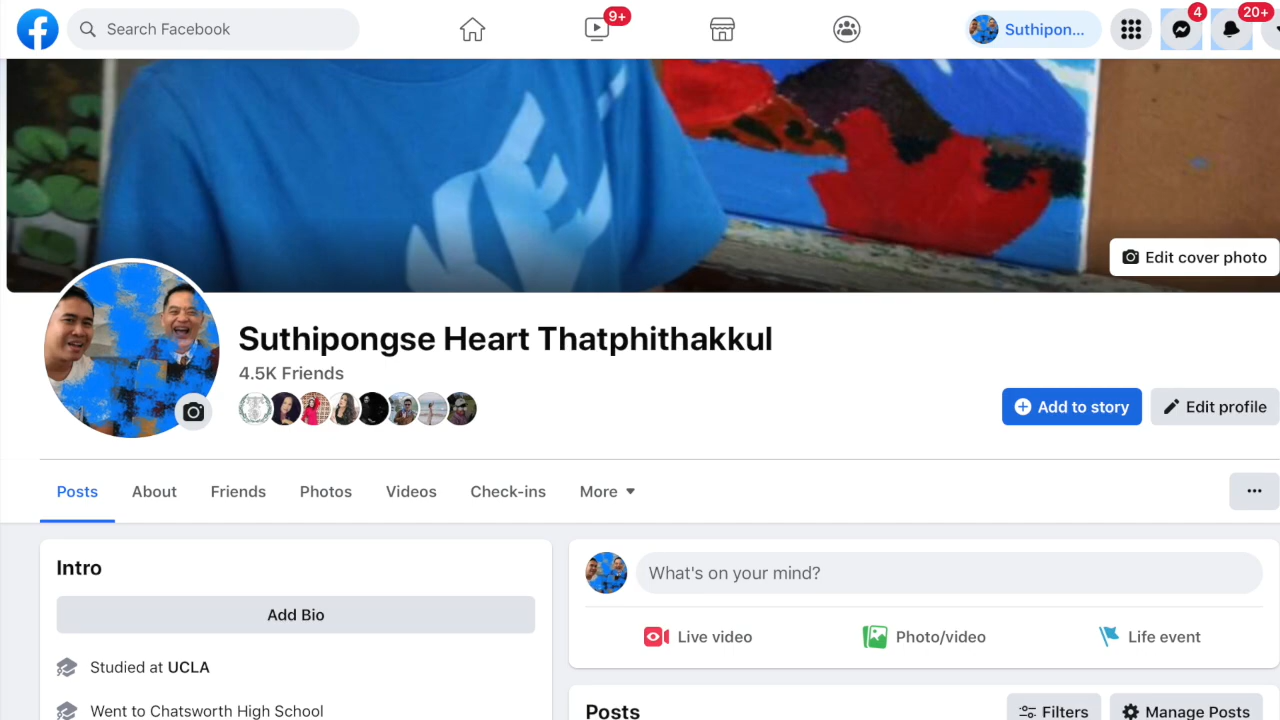 Search Facebook
9+
Suthipon...
4
20+
Edit cover photo
Suthipongse Heart Thatphithakkul
4.5K Friends
Add to story
Edit profile
Posts
About
Friends
Photos
Videos
Check-ins
More
Intro
Add Bio
Studied at UCLA
Went to Chatsworth High School
What's on your mind?
Live video
Photo/video
Life event
Posts
Filters
Manage Posts